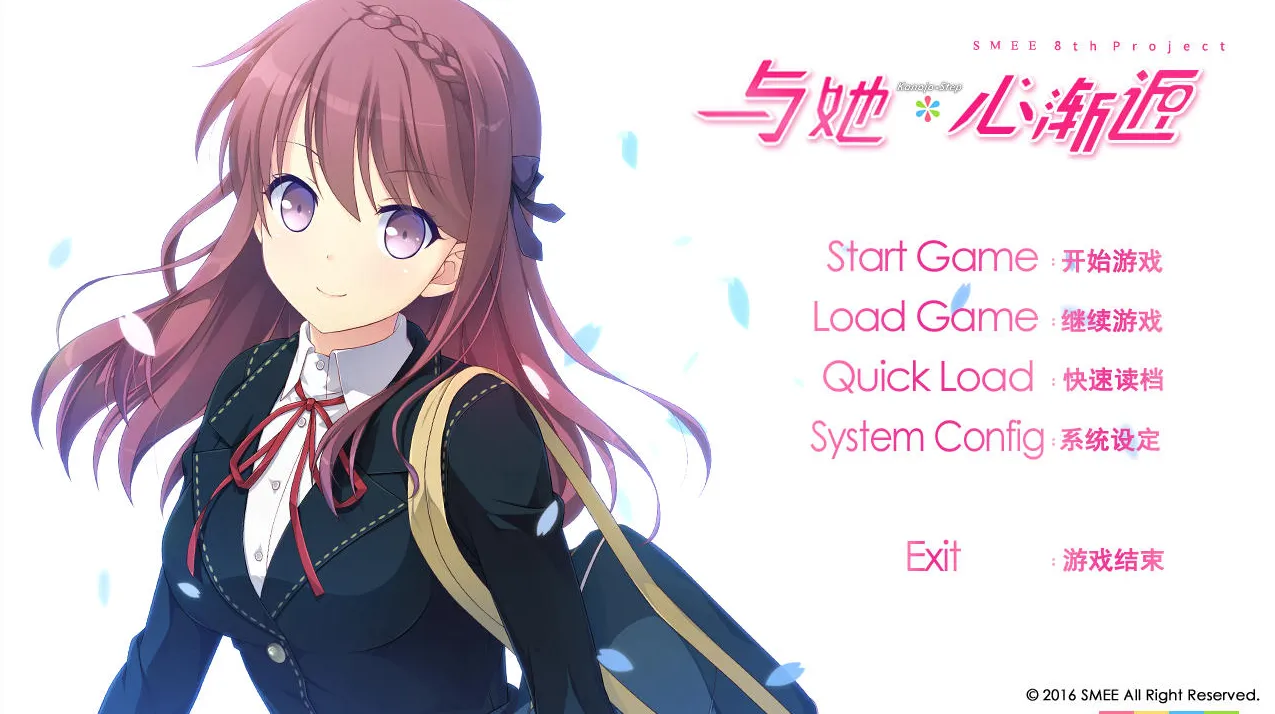 SMEE 8th Project
与她*心渐迩
Kanojo*Step
Start Game : 开始游戏
Load Game : 继续游戏
Quick Load : 快速读档
System Config : 系统设定
Exit : 游戏结束
© 2016 SMEE All Right Reserved.